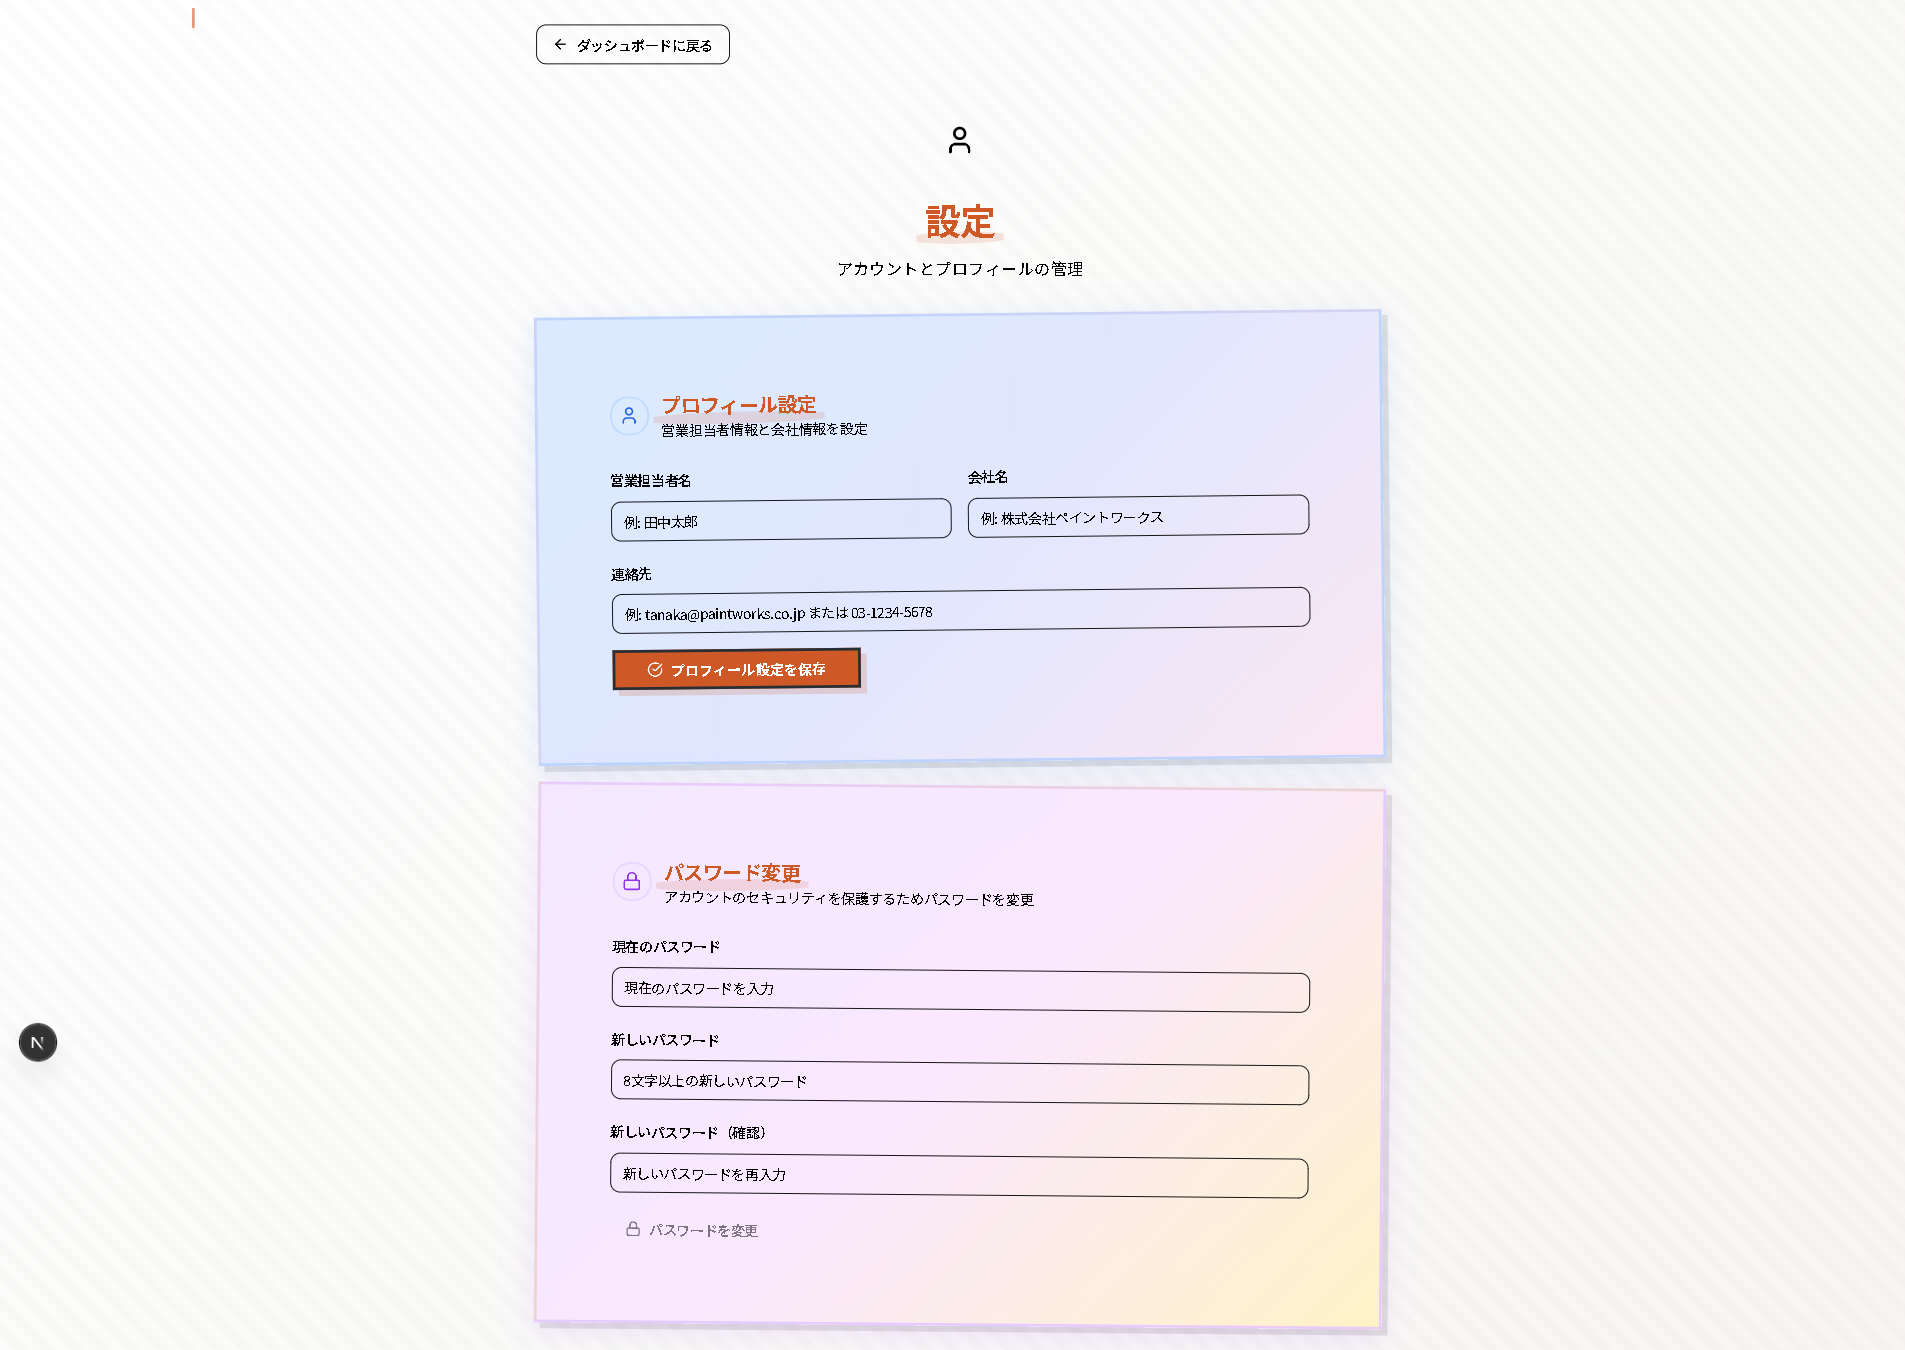 ダッシュボードに戻る
設定
アカウントとプロフィールの管理
プロフィール設定
営業担当者情報と会社情報を設定
営業担当者名
会社名
例: 田中太郎
例: 株式会社ペイントワークス
連絡先
例: tanaka@paintworks.co.jp または 03-1234-5678
プロフィール設定を保存
パスワード変更
アカウントのセキュリティを保護するためパスワードを変更
現在のパスワード
現在のパスワードを入力
新しいパスワード
8文字以上の新しいパスワード
新しいパスワード（確認）
新しいパスワードを再入力
パスワードを変更
N